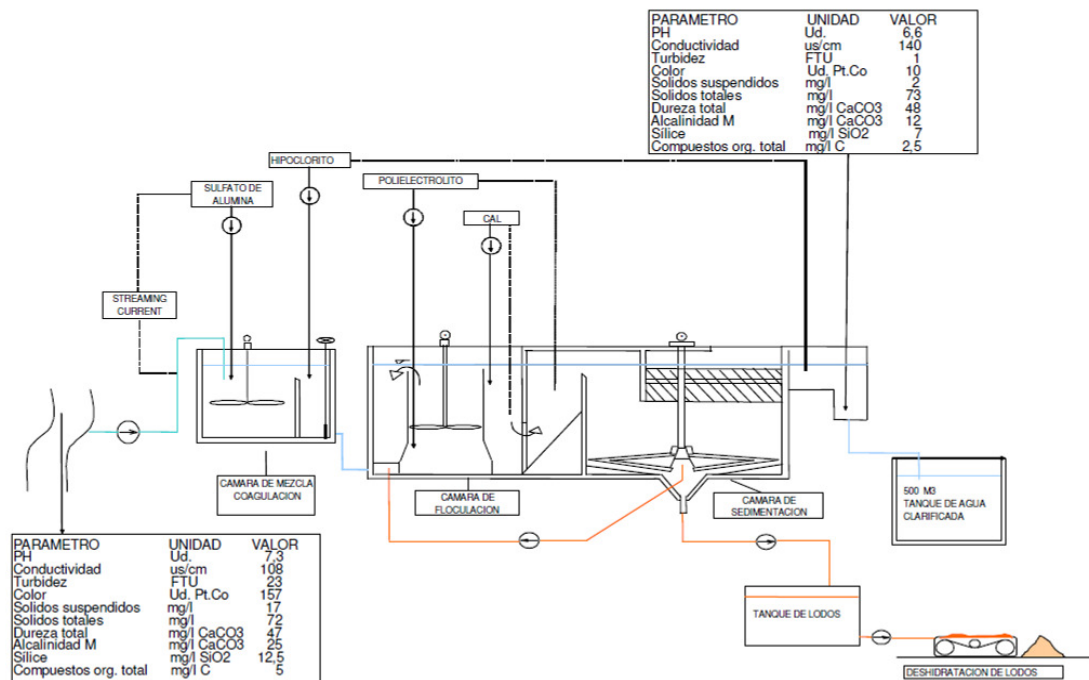 PARAMETRO UNIDAD VALOR
PH Ud. 6,6
Conductividad us/cm 140
Turbidez FTU 1
Color Ud. Pt.Co 10
Solidos suspendidos mg/l 2
Solidos totales mg/l 73
Dureza total mg/l CaCO3 48
Alcalinidad M mg/l CaCO3 12
Silice mg/l SiO2 7
Compuestos org. total mg/l C 2,5
HIPOCLORITO
POLIELECTROLITO
SULFATO DE
ALUMINA
CAL
STREAMING
CURRENT
CAMARA DE MEZCLA
COAGULACION
CAMARA DE
FLOCULACION
CAMARA DE
SEDIMENTACION
500 M3
TANQUE DE AGUA
CLARIFICADA
PARAMETRO UNIDAD VALOR
PH Ud. 7,3
Conductividad us/cm 108
Turbidez FTU 23
Color Ud. Pt.Co 157
Solidos suspendidos mg/l 17
Solidos totales mg/l 72
Dureza total mg/l CaCO3 47
Alcalinidad M mg/l CaCO3 25
Silice mg/l SiO2 12,5
Compuestos org. total mg/l C 5
TANQUE DE LODOS
DESHIDRATACION DE LODOS